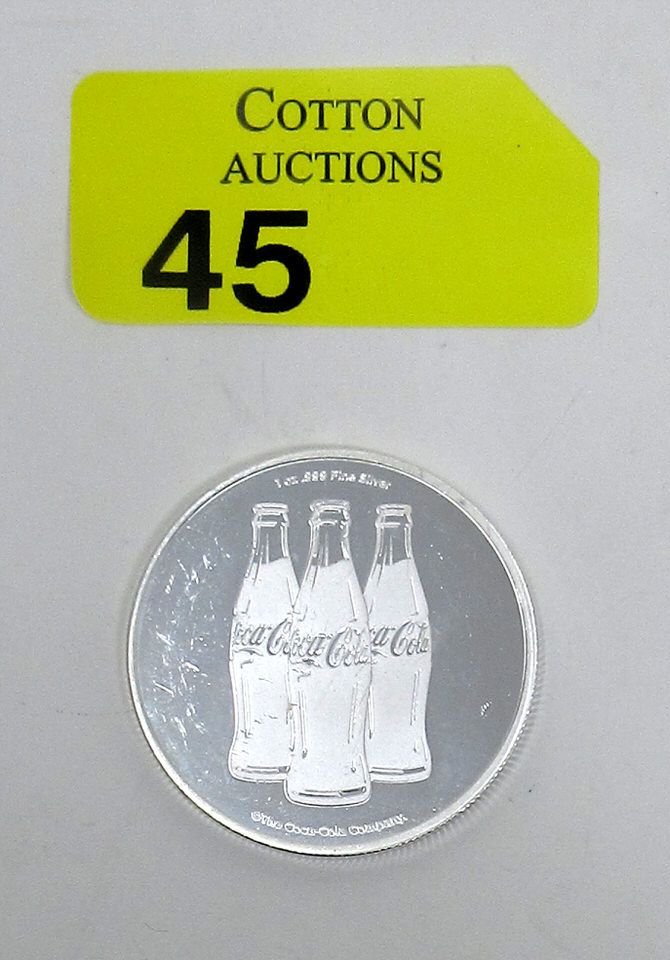 COTTON
AUCTIONS
45
1 oz .999 Fine Silver
Coca-Cola Coca-Cola Coca-Cola
©The Coca-Cola Company.